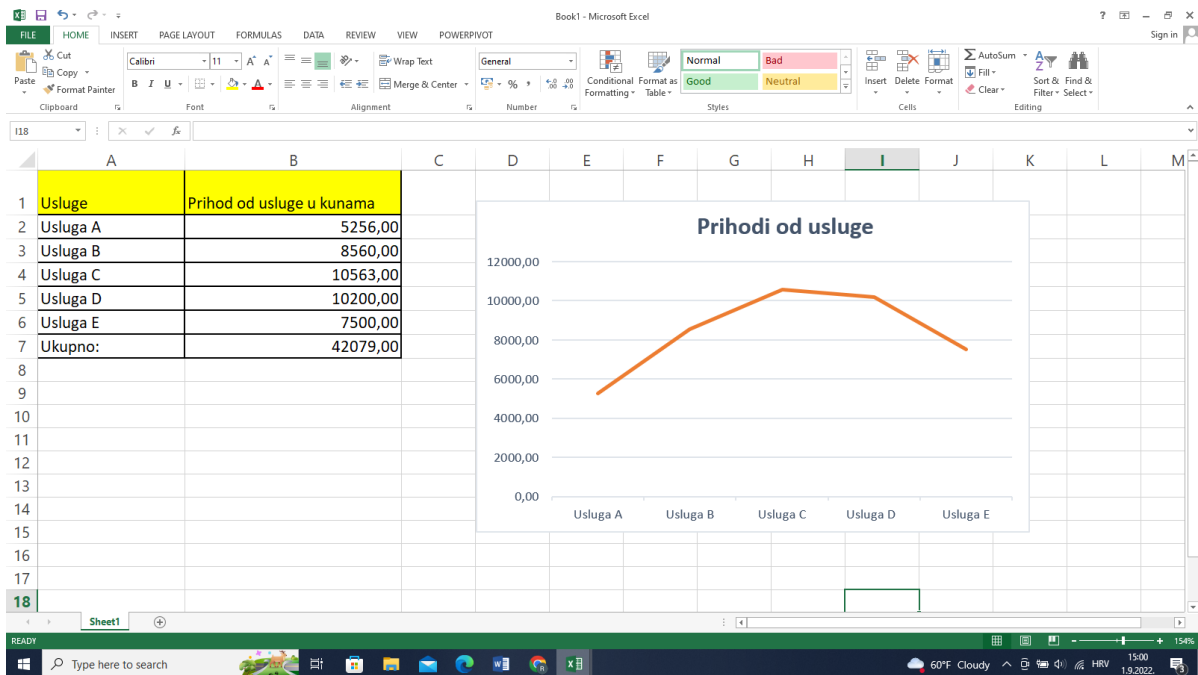 Book1 - Microsoft Excel
FILE HOME INSERT PAGE LAYOUT FORMULAS DATA REVIEW VIEW POWERPIVOT Sign in
Paste
Cut
Copy
Format Painter
Clipboard
Calibri 11
B I U
Font
Wrap Text
Merge & Center
Alignment
General
% ,
Number
Conditional Formatting
Format as Table
Normal Bad
Good Neutral
Styles
Insert Delete Format
Cells
AutoSum
Fill
Clear
Sort & Filter
Find & Select
Editing
I18 fx
A B C D E F G H I J K L M
1 Usluge Prihod od usluge u kunama
2 Usluga A 5256,00
3 Usluga B 8560,00
4 Usluga C 10563,00
5 Usluga D 10200,00
6 Usluga E 7500,00
7 Ukupno: 42079,00
8
9
10
11
12
13
14
15
16
17
18
Prihodi od usluge
12000,00
10000,00
8000,00
6000,00
4000,00
2000,00
0,00
Usluga A Usluga B Usluga C Usluga D Usluga E
Sheet1
READY 154%
Type here to search 60°F Cloudy HRV 15:00
1.9.2022. 3